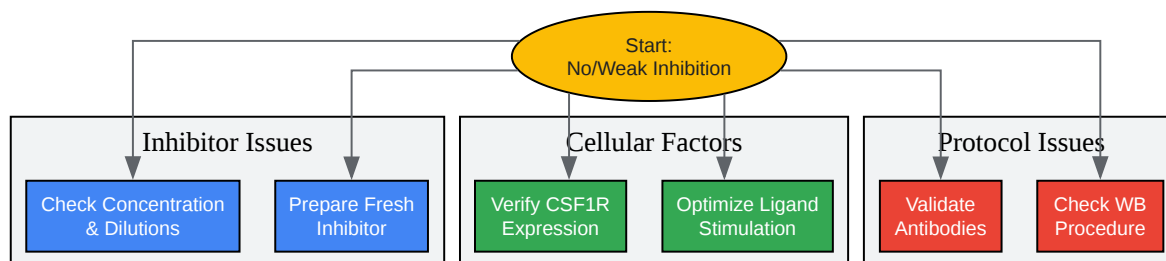 Start:
No/Weak Inhibition
Inhibitor Issues
Cellular Factors
Protocol Issues
Check Concentration
& Dilutions
Prepare Fresh
Inhibitor
Verify CSF1R
Expression
Optimize Ligand
Stimulation
Validate
Antibodies
Check WB
Procedure